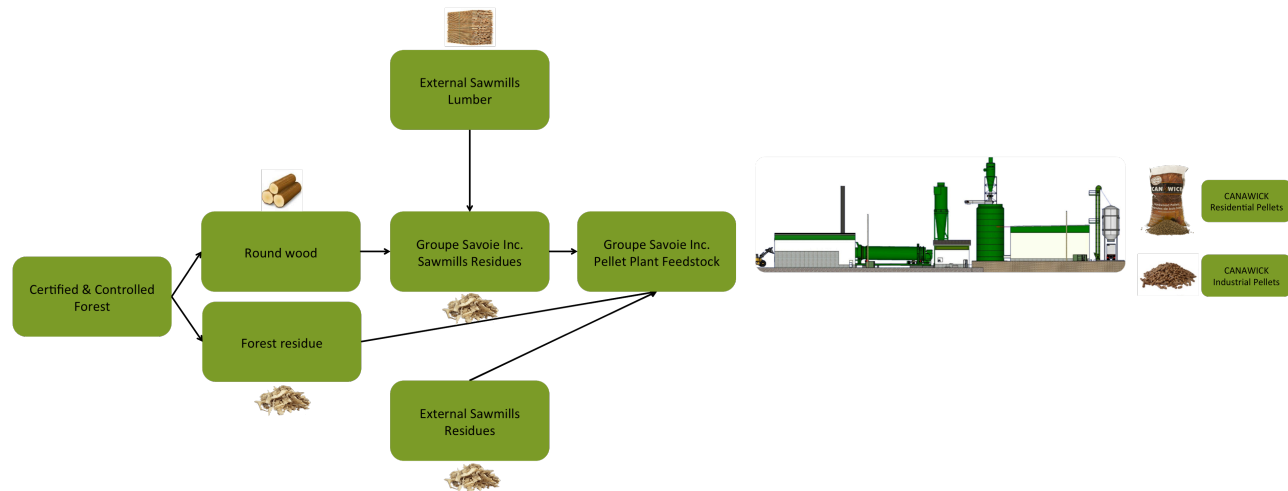 External Sawmills
Lumber
Round wood
Groupe Savoie Inc.
Sawmills Residues
Groupe Savoie Inc.
Pellet Plant Feedstock
Certified & Controlled
Forest
Forest residue
External Sawmills
Residues
CANAWICK
Residential Pellets
CANAWICK
Industrial Pellets